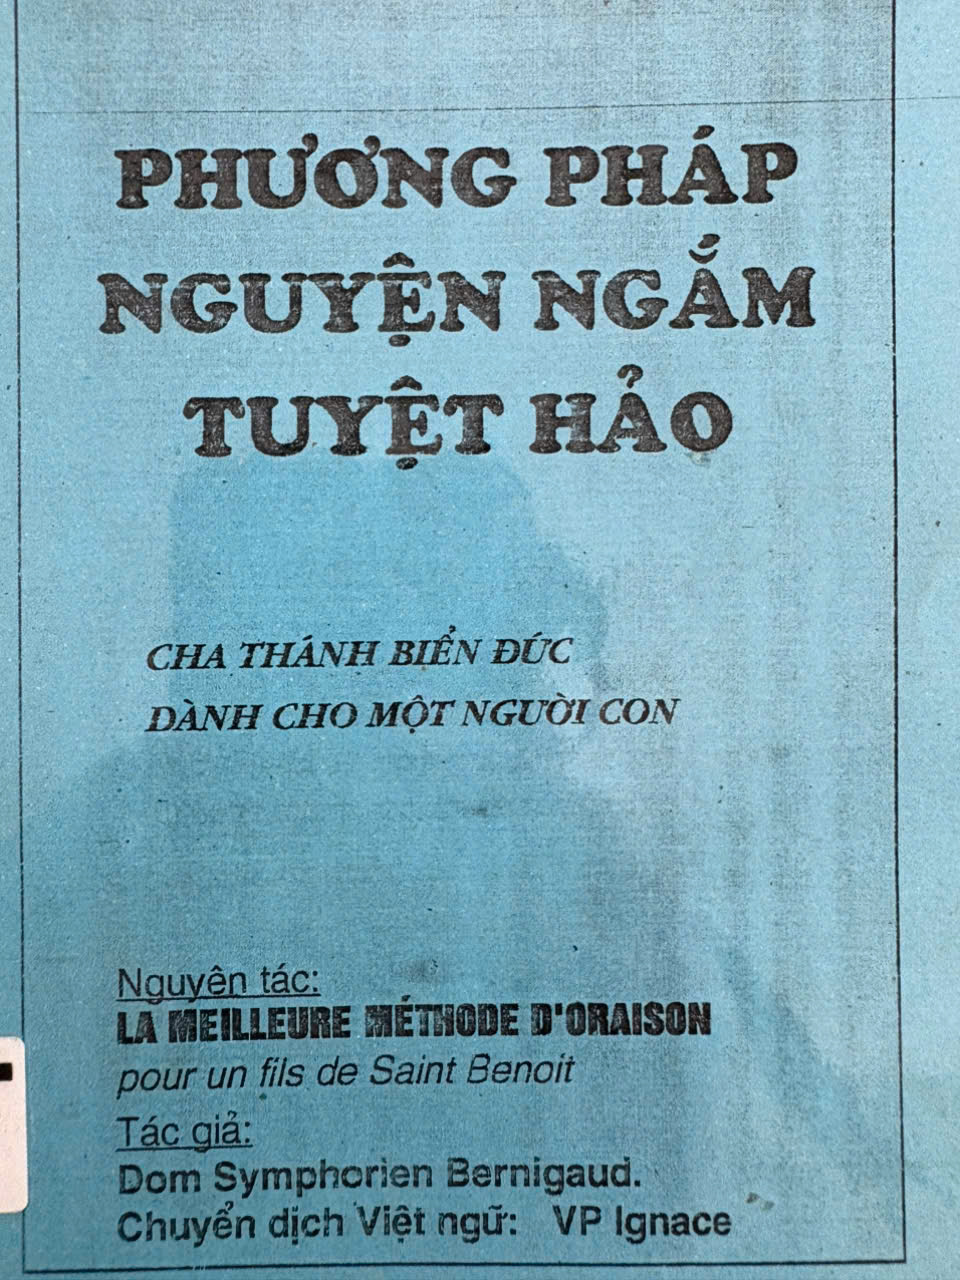 PHƯƠNG PHÁP
NGUYỆN NGẮM
TUYỆT HẢO
CHA THÁNH BIỂN ĐỨC
DÀNH CHO MỘT NGƯỜI CON
Nguyên tác:
LA MEILLEURE MÉTHODE D'ORAISON
pour un fils de Saint Benoit
Tác giả:
Dom Symphorien Bernigaud.
Chuyển dịch Việt ngữ: VP Ignace